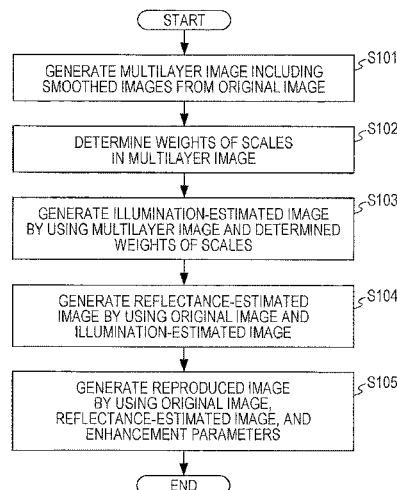 START
S101
GENERATE MULTILAYER IMAGE INCLUDING
SMOOTHED IMAGES FROM ORIGINAL IMAGE
S102
DETERMINE WEIGHTS OF SCALES
IN MULTILAYER IMAGE
S103
GENERATE ILLUMINATION-ESTIMATED IMAGE
BY USING MULTILAYER IMAGE AND DETERMINED
WEIGHTS OF SCALES
S104
GENERATE REFLECTANCE-ESTIMATED
IMAGE BY USING ORIGINAL IMAGE AND
ILLUMINATION-ESTIMATED IMAGE
S105
GENERATE REPRODUCED IMAGE
BY USING ORIGINAL IMAGE,
REFLECTANCE-ESTIMATED IMAGE, AND
ENHANCEMENT PARAMETERS
END